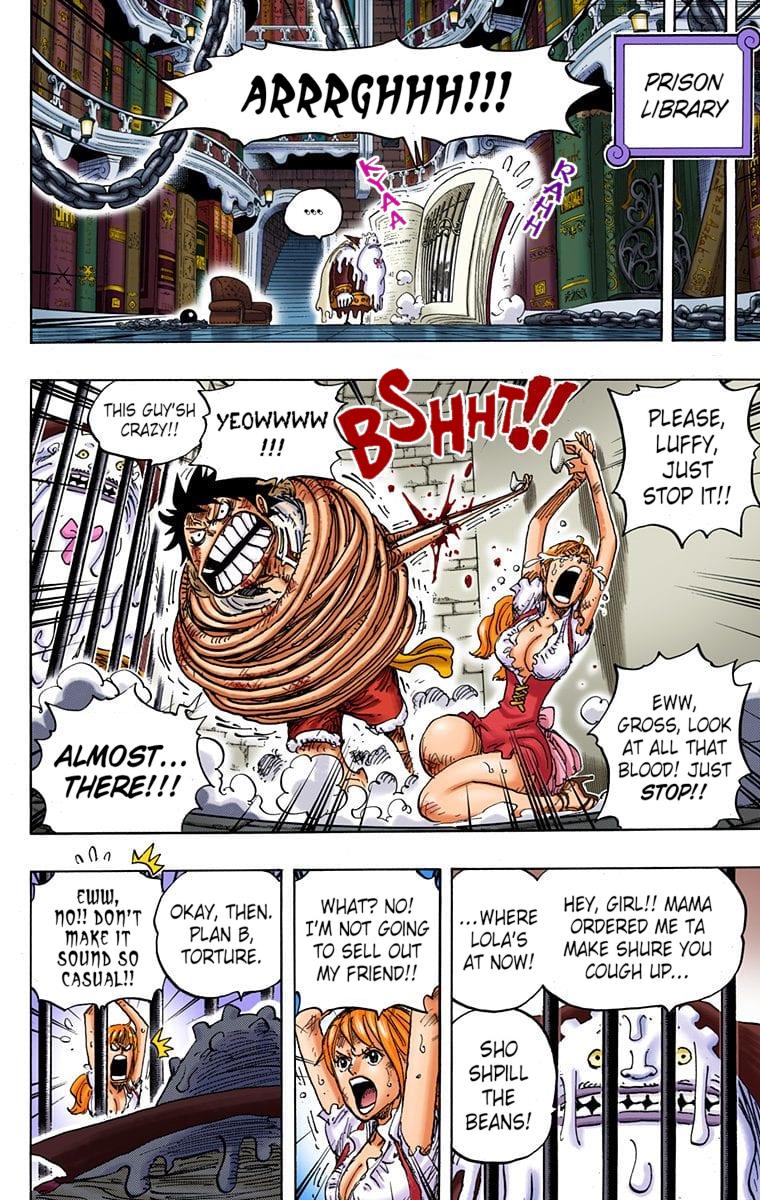 PRISON
LIBRARY
ARRRGHHH!!!
RAHH
KYAA
...
PLEASE,
LUFFY,
JUST
STOP IT!!
BSHHT!!
YEOWWWW
!!!
THIS GUY'SH
CRAZY!!
EWW,
GROSS, LOOK
AT ALL THAT
BLOOD! JUST
STOP!!
ALMOST...
THERE!!!
HEY, GIRL!! MAMA
ORDERED ME TA
MAKE SHURE YOU
COUGH UP...
...WHERE
LOLA'S
AT NOW!
SHO
SHPILL
THE
BEANS!
WHAT? NO!
I'M NOT GOING
TO SELL OUT
MY FRIEND!!
OKAY, THEN.
PLAN B,
TORTURE.
EWW,
NO!! DON'T
MAKE IT
SOUND SO
CASUAL!!